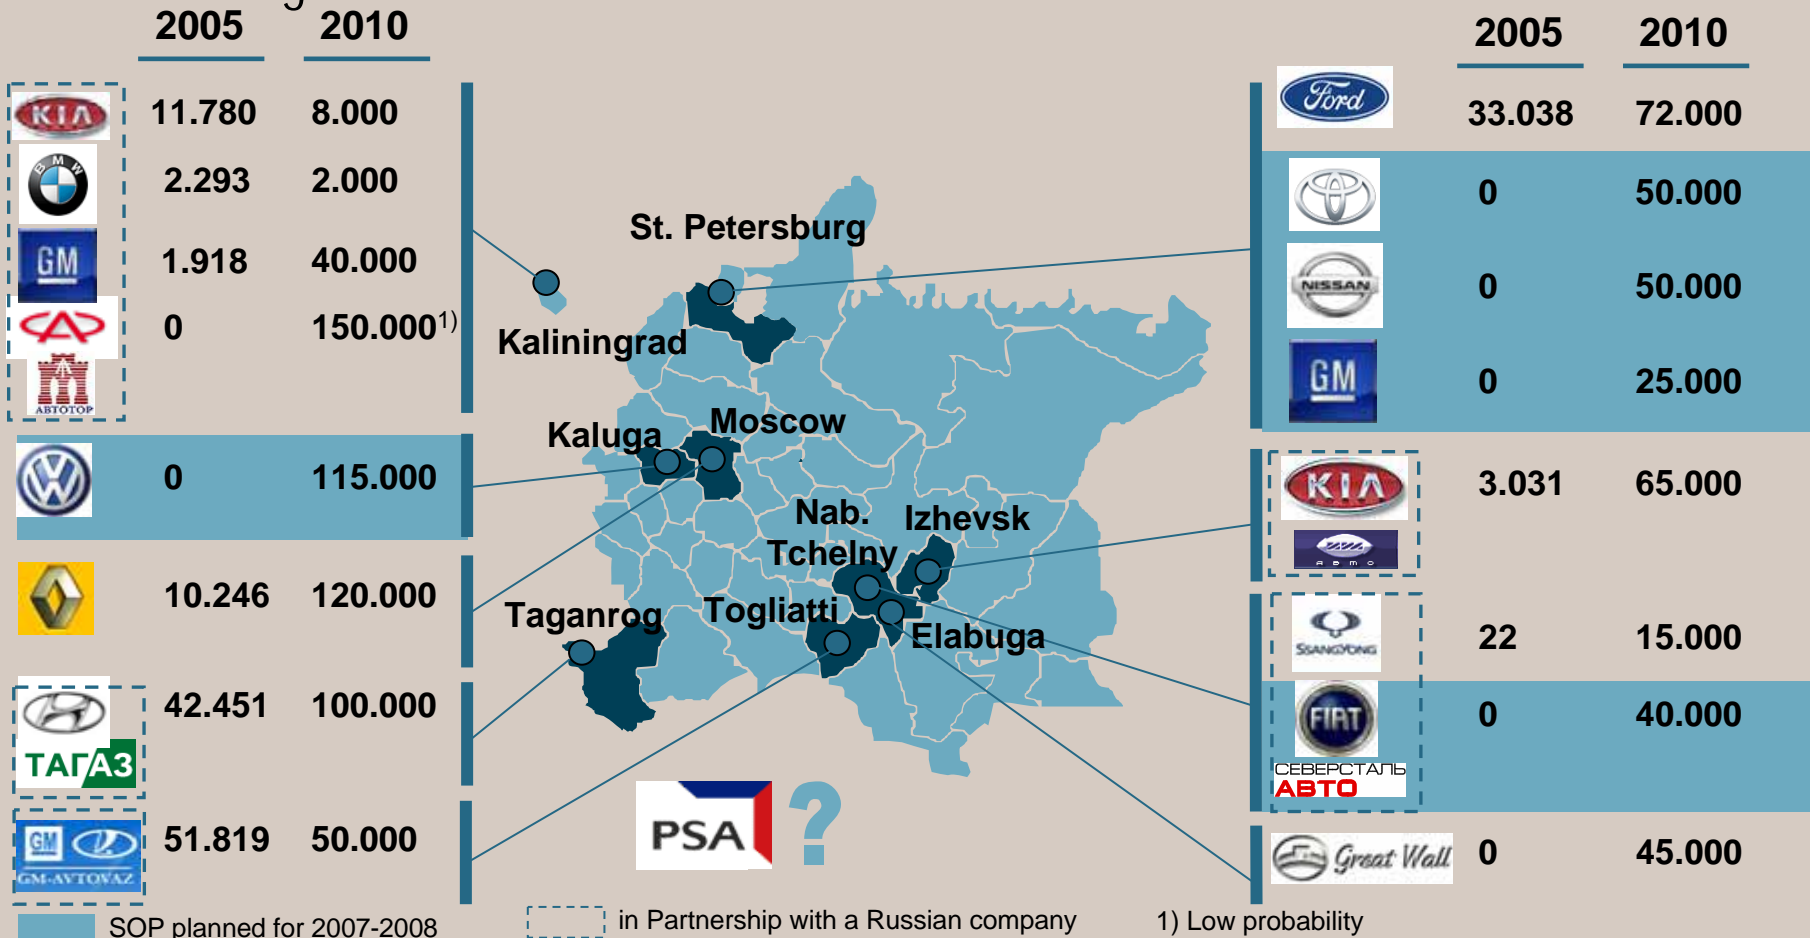 2005 2010
KIA 11.780 8.000
BMW 2.293 2.000
GM 1.918 40.000
0 150.000¹⁾
АВТОТОР
0 115.000
10.246 120.000
42.451 100.000
ТАГАЗ
GM 51.819 50.000
GM-AVTOVAZ
St. Petersburg
Kaliningrad
Moscow
Kaluga
Nab.
Tchelny
Izhevsk
Taganrog
Togliatti
Elabuga
PSA ?
2005 2010
Ford 33.038 72.000
0 50.000
NISSAN 0 50.000
GM 0 25.000
KIA 3.031 65.000
АВТО
SSANGYONG 22 15.000
FIAT 0 40.000
СЕВЕРСТАЛЬ
АВТО
Great Wall 0 45.000
SOP planned for 2007-2008
in Partnership with a Russian company
1) Low probability